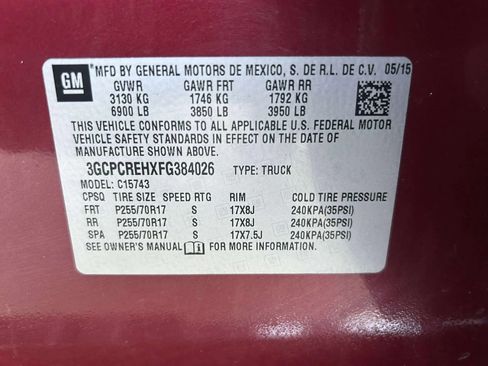 GM
MFD BY GENERAL MOTORS DE MEXICO, S. DE R.L. DE C.V. 05/15
GVWR GAWR FRT GAWR RR
3130 KG 1746 KG 1792 KG
6900 LB 3850 LB 3950 LB
THIS VEHICLE CONFORMS TO ALL APPLICABLE U.S. FEDERAL MOTOR
VEHICLE SAFETY STANDARDS IN EFFECT ON THE DATE OF
MANUFACTURE SHOWN ABOVE.
3GCPCREHXFG384026 TYPE: TRUCK
MODEL: C15743
CPSQ TIRE SIZE SPEED RTG RIM COLD TIRE PRESSURE
FRT P255/70R17 S 17X8J 240KPA(35PSI)
RR P255/70R17 S 17X8J 240KPA(35PSI)
SPA P255/70R17 S 17X7.5J 240KPA(35PSI)
SEE OWNER'S MANUAL FOR MORE INFORMATION.